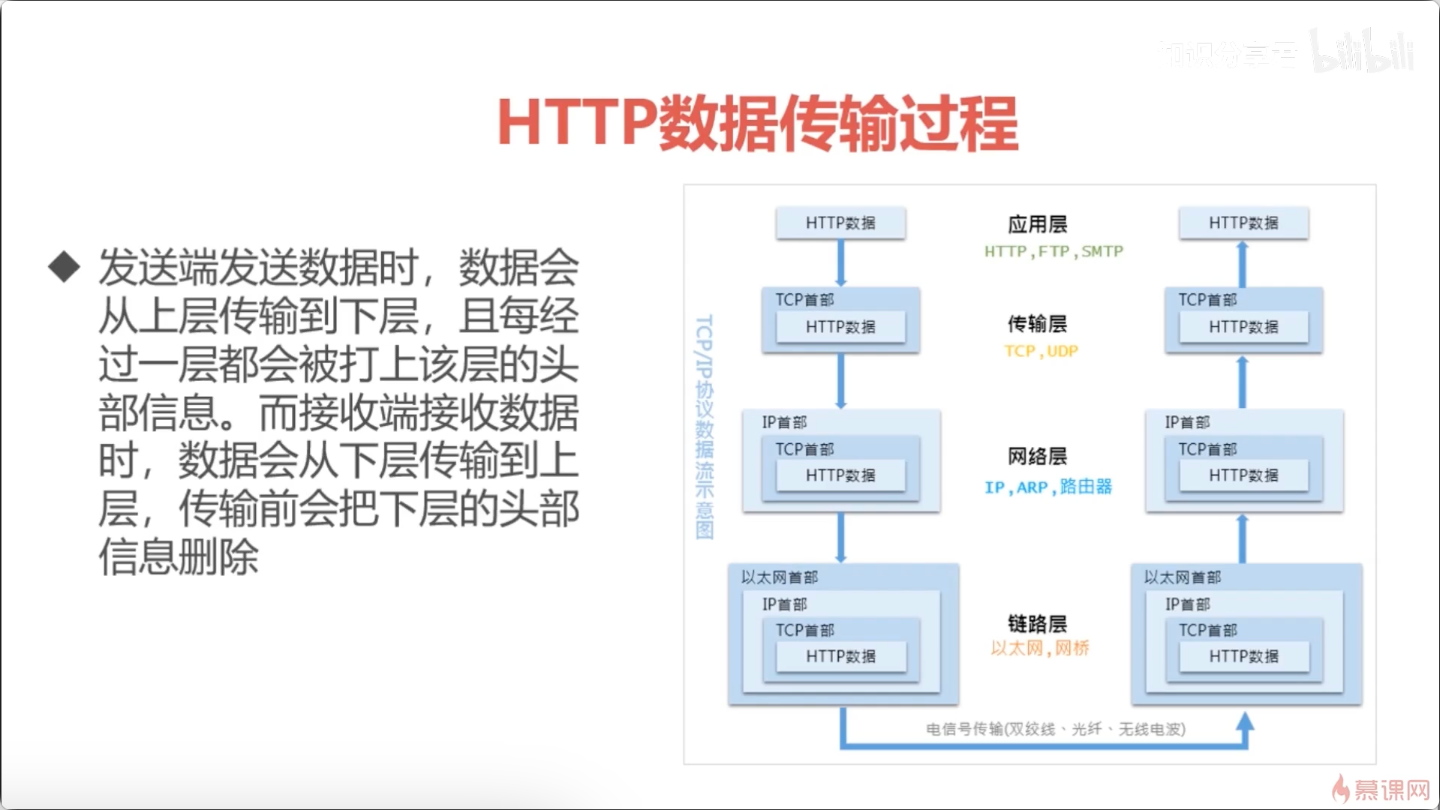 bilibili
HTTP数据传输过程
发送端发送数据时，数据会
从上层传输到下层，且每经
过一层都会被打上该层的头
部信息。而接收端接收数据
时，数据会从下层传输到上
层，传输前会把下层的头部
信息删除
TCP/IP协议数据流示意图
HTTP数据
TCP首部
HTTP数据
IP首部
TCP首部
HTTP数据
以太网首部
IP首部
TCP首部
HTTP数据
应用层
HTTP,FTP,SMTP
传输层
TCP,UDP
网络层
IP,ARP,路由器
链路层
以太网,网桥
电信号传输(双绞线、光纤、无线电波)
HTTP数据
TCP首部
HTTP数据
IP首部
TCP首部
HTTP数据
以太网首部
IP首部
TCP首部
HTTP数据
慕课网